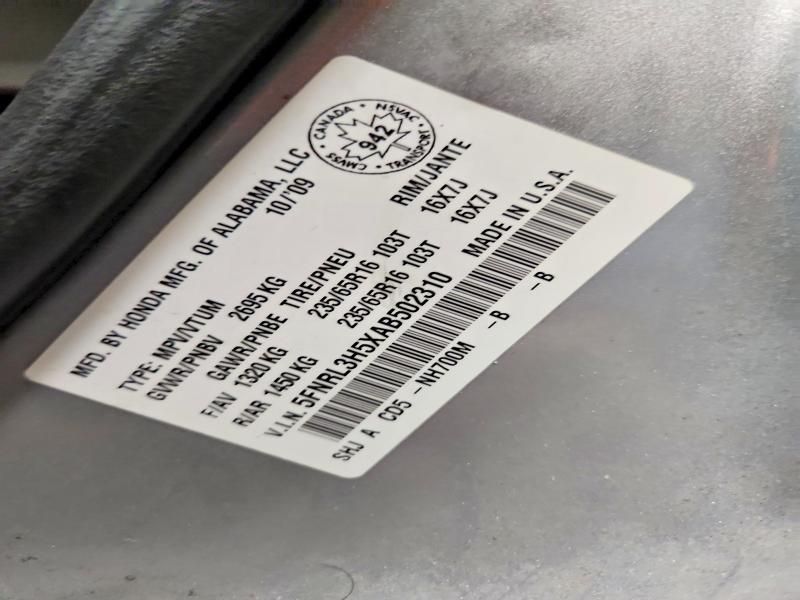 MFD. BY HONDA MFG. OF ALABAMA, LLC
10/'09
CANADA • NSVAC • TRANSPORT • CMVSS
942
TYPE: MPV/VTUM
GVWR/PNBV 2695 KG
GAWR/PNBE TIRE/PNEU RIM/JANTE
F/AV 1320 KG 235/65R16 103T 16X7J
R/AR 1450 KG 235/65R16 103T 16X7J
V.I.N. 5FNRL3H5XAB502310 MADE IN U.S.A.
SHJ A CD5 -NH700M -B -B